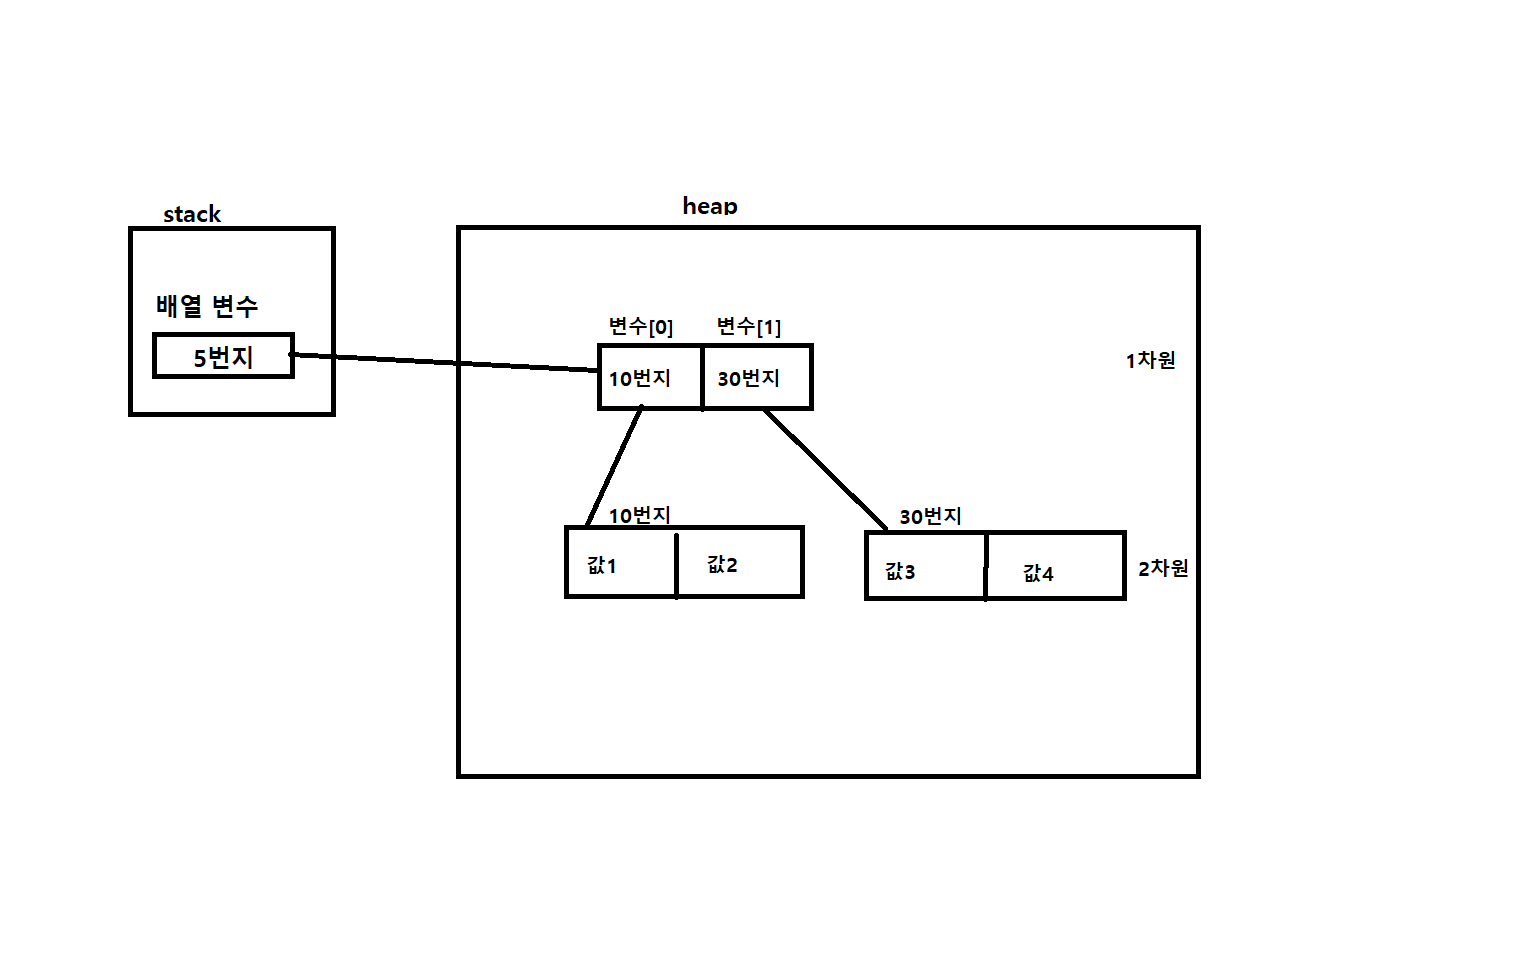 stack
heap
배열 변수
5번지
변수[0]
변수[1]
10번지
30번지
1차원
10번지
30번지
값1
값2
값3
값4
2차원